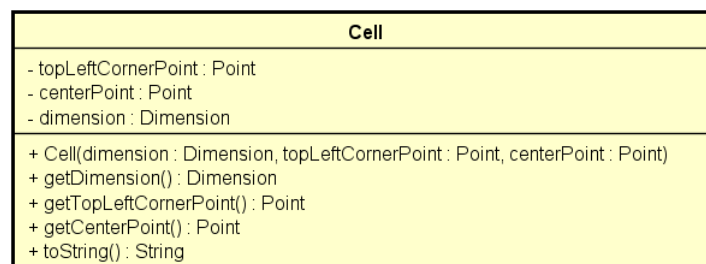 Cell
- topLeftCornerPoint : Point
- centerPoint : Point
- dimension : Dimension
+ Cell(dimension : Dimension, topLeftCornerPoint : Point, centerPoint : Point)
+ getDimension() : Dimension
+ getTopLeftCornerPoint() : Point
+ getCenterPoint() : Point
+ toString() : String